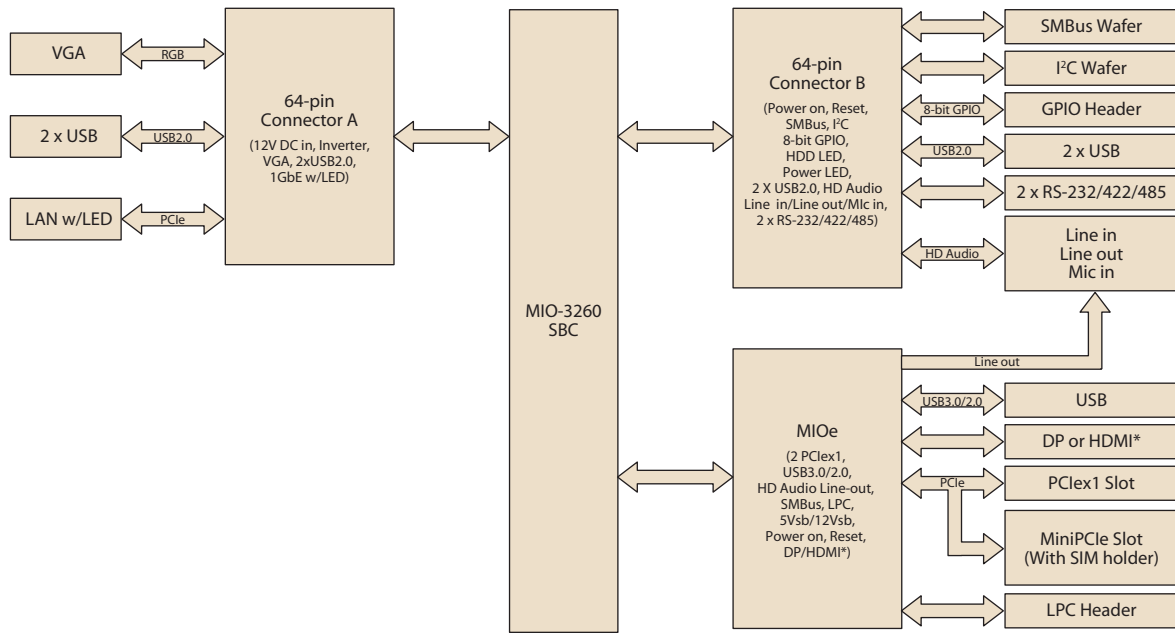 VGA
RGB
2 x USB
USB2.0
LAN w/LED
PCIe
64-pin
Connector A
(12V DC in, Inverter,
VGA, 2xUSB2.0,
1GbE w/LED)
MIO-3260
SBC
64-pin
Connector B
(Power on, Reset,
SMBus, I²C
8-bit GPIO,
HDD LED,
Power LED,
2 X USB2.0, HD Audio
Line in/Line out/MIc in,
2 x RS-232/422/485)
SMBus Wafer
I²C Wafer
8-bit GPIO
GPIO Header
USB2.0
2 x USB
2 x RS-232/422/485
HD Audio
Line in
Line out
Mic in
MIOe
(2 PCIex1,
USB3.0/2.0,
HD Audio Line-out,
SMBus, LPC,
5Vsb/12Vsb,
Power on, Reset,
DP/HDMI*)
Line out
USB3.0/2.0
USB
DP or HDMI*
PCIe
PCIex1 Slot
MiniPCIe Slot
(With SIM holder)
LPC Header